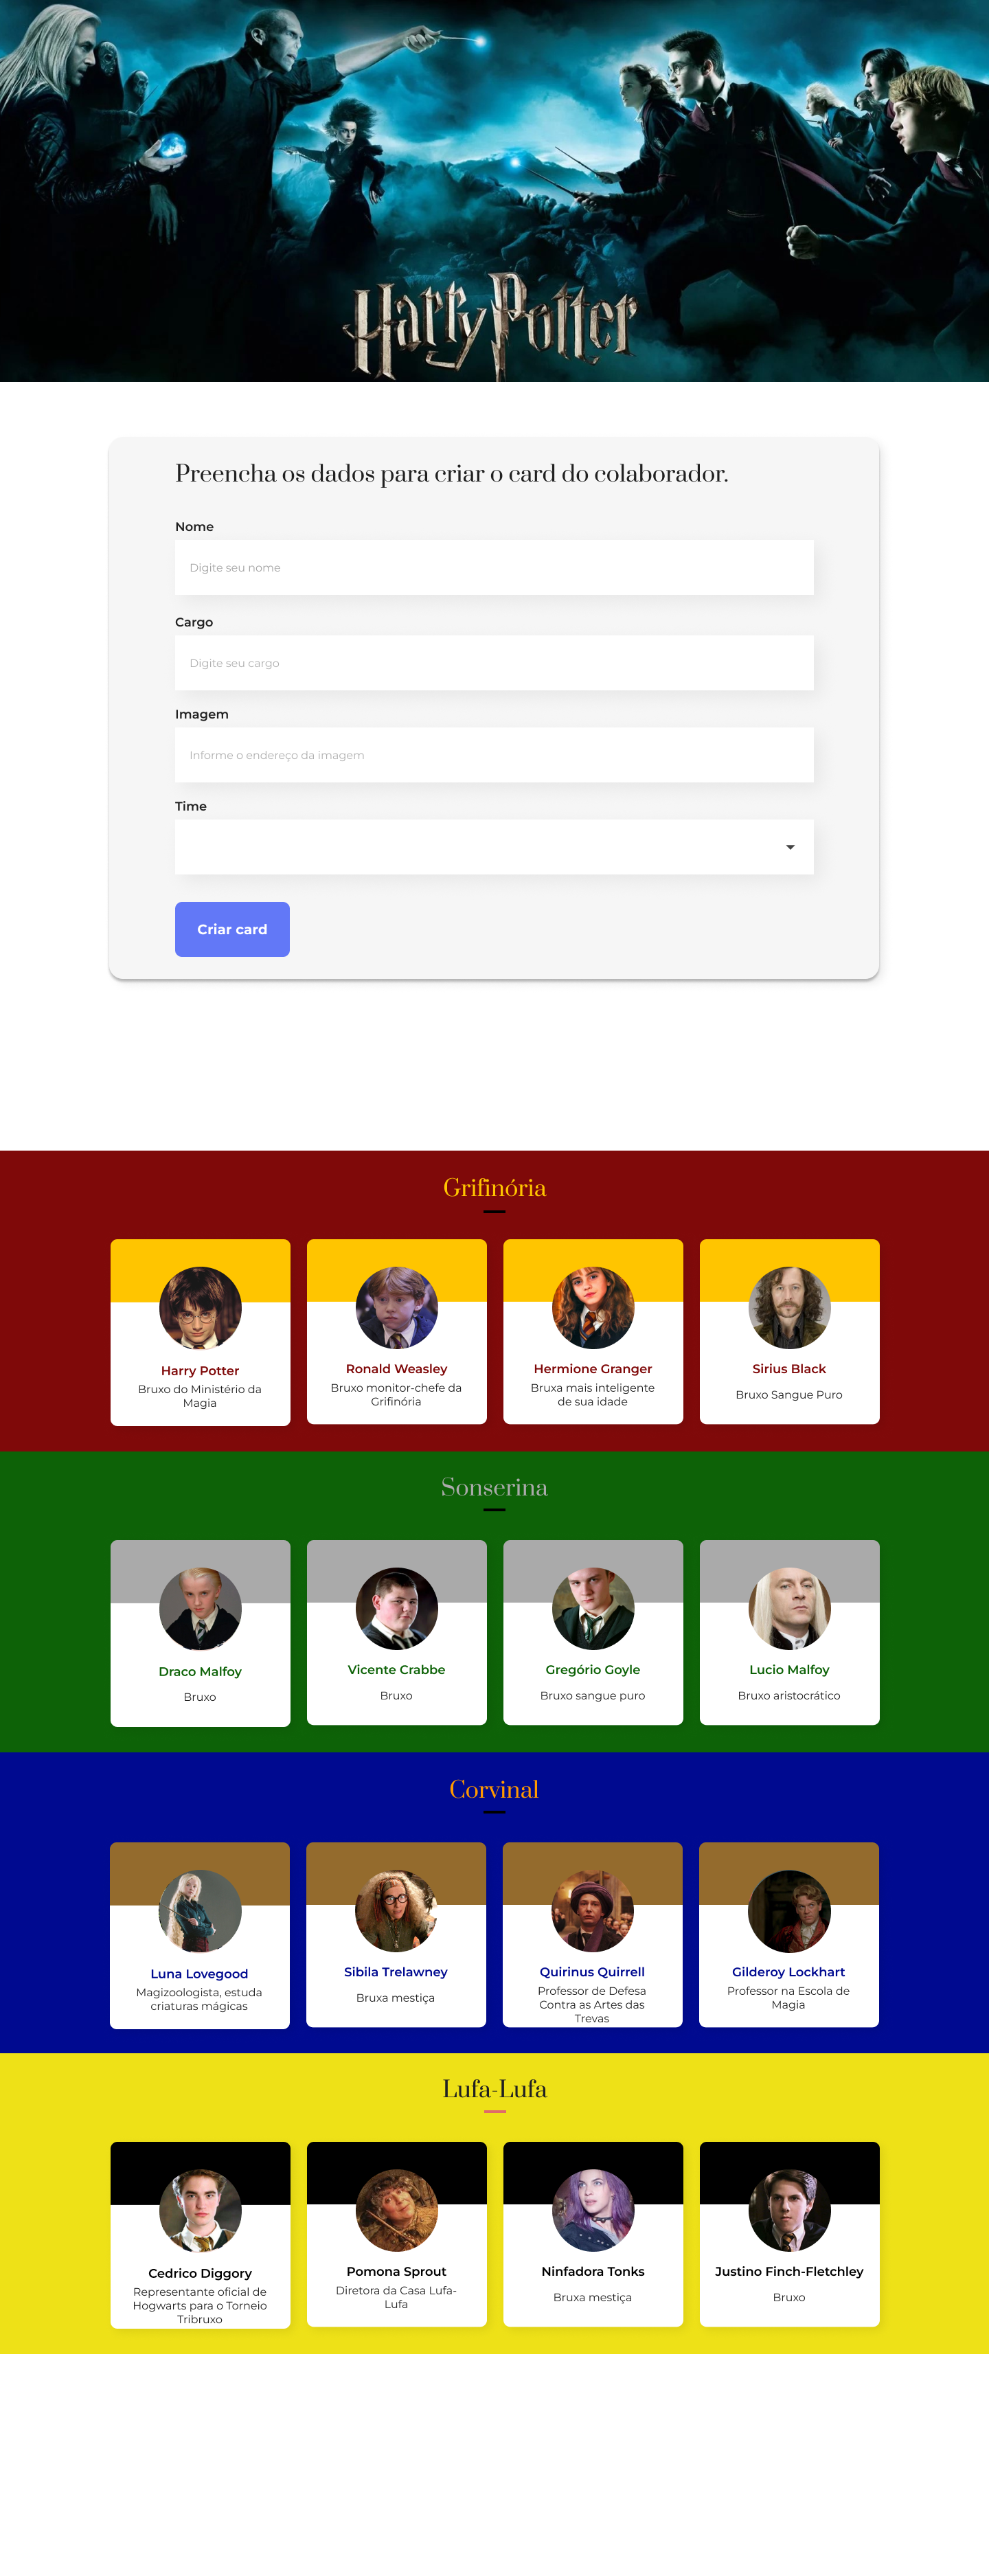 Harry Potter
Preencha os dados para criar o card do colaborador.
Nome
Digite seu nome
Cargo
Digite seu cargo
Imagem
Informe o endereço da imagem
Time
Criar card
Grifinória
Harry Potter
Bruxo do Ministério da
Magia
Ronald Weasley
Bruxo monitor-chefe da
Grifinória
Hermione Granger
Bruxa mais inteligente
de sua idade
Sirius Black
Bruxo Sangue Puro
Sonserina
Draco Malfoy
Bruxo
Vicente Crabbe
Bruxo
Gregório Goyle
Bruxo sangue puro
Lucio Malfoy
Bruxo aristocrático
Corvinal
Luna Lovegood
Magizoologista, estuda
criaturas mágicas
Sibila Trelawney
Bruxa mestiça
Quirinus Quirrell
Professor de Defesa
Contra as Artes das
Trevas
Gilderoy Lockhart
Professor na Escola de
Magia
Lufa-Lufa
Cedrico Diggory
Representante oficial de
Hogwarts para o Torneio
Tribruxo
Pomona Sprout
Diretora da Casa Lufa-
Lufa
Ninfadora Tonks
Bruxa mestiça
Justino Finch-Fletchley
Bruxo